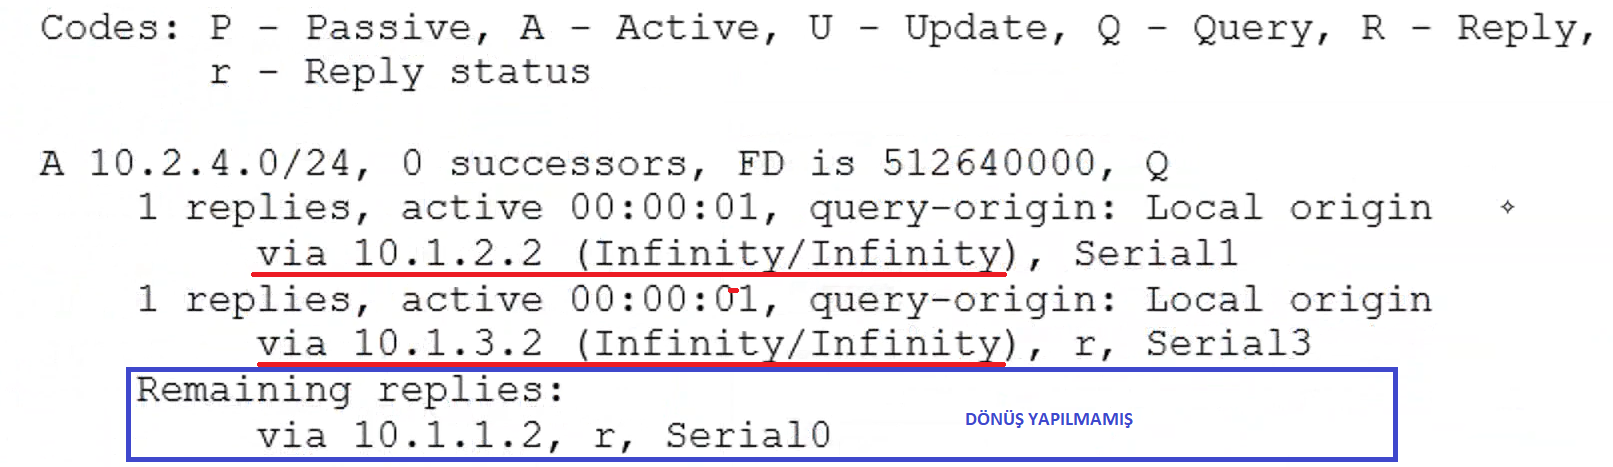 Codes: P - Passive, A - Active, U - Update, Q - Query, R - Reply,
r - Reply status
A 10.2.4.0/24, 0 successors, FD is 512640000, Q
1 replies, active 00:00:01, query-origin: Local origin
via 10.1.2.2 (Infinity/Infinity), Serial1
1 replies, active 00:00:01, query-origin: Local origin
via 10.1.3.2 (Infinity/Infinity), r, Serial3
Remaining replies:
DÖNÜŞ YAPILMAMIŞ
via 10.1.1.2, r, Serial0